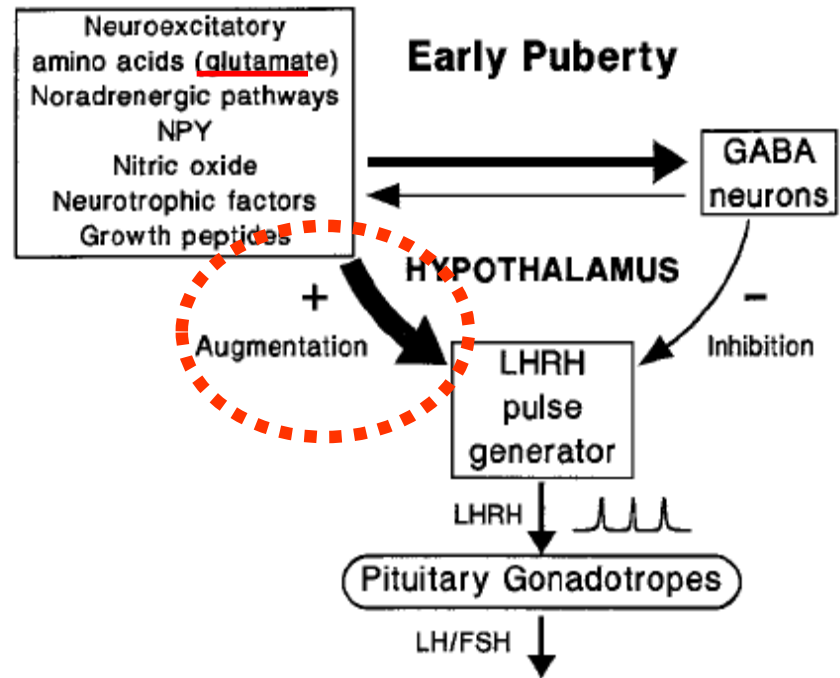 Neuroexcitatory
amino acids (glutamate)
Noradrenergic pathways
NPY
Nitric oxide
Neurotrophic factors
Growth peptides
Early Puberty
GABA
neurons
HYPOTHALAMUS
+
Augmentation
−
Inhibition
LHRH
pulse
generator
LHRH
Pituitary Gonadotropes
LH/FSH